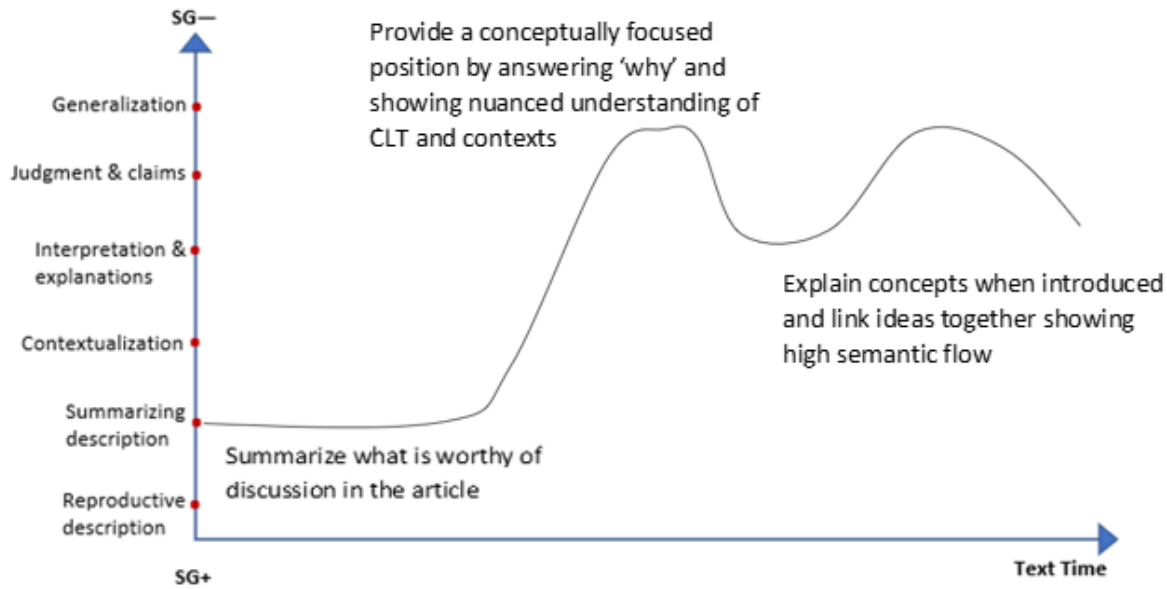 SG—
Provide a conceptually focused
position by answering ‘why’ and
showing nuanced understanding of
CLT and contexts
Generalization
Judgment & claims
Interpretation &
explanations
Contextualization
Summarizing
description
Reproductive
description
Explain concepts when introduced
and link ideas together showing
high semantic flow
Summarize what is worthy of
discussion in the article
Text Time
SG+